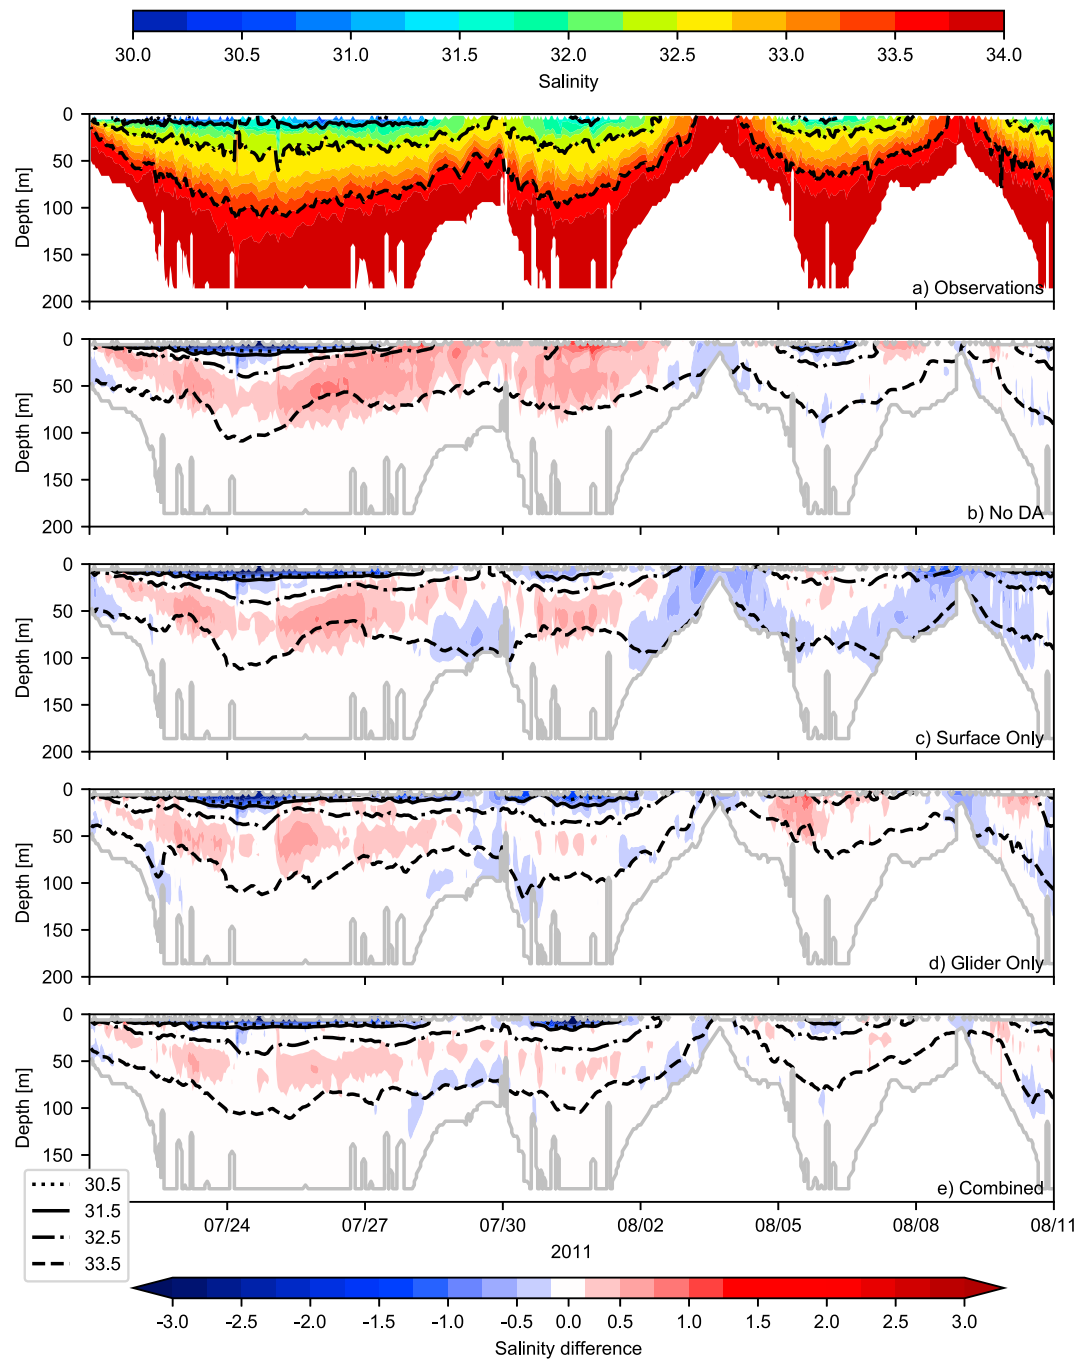 30.0 30.5 31.0 31.5 32.0 32.5 33.0 33.5 34.0
Salinity
0
50
100
150
200
Depth [m]
a) Observations
0
50
100
150
200
Depth [m]
b) No DA
0
50
100
150
200
Depth [m]
c) Surface Only
0
50
100
150
200
Depth [m]
d) Glider Only
0
50
100
150
Depth [m]
e) Combined
30.5
31.5
32.5
33.5
07/24 07/27 07/30 08/02 08/05 08/08 08/11
2011
-3.0 -2.5 -2.0 -1.5 -1.0 -0.5 0.0 0.5 1.0 1.5 2.0 2.5 3.0
Salinity difference